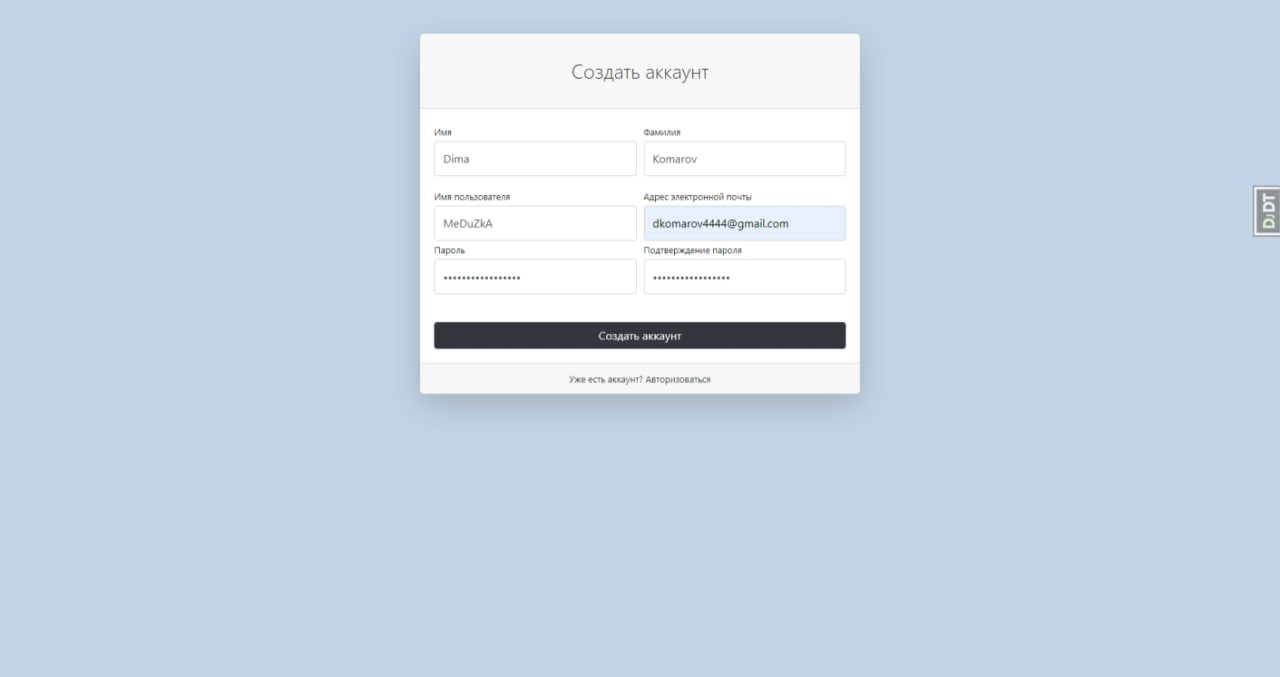 Создать аккаунт
Имя
Фамилия
Dima
Komarov
Имя пользователя
Адрес электронной почты
MeDuZkA
dkomarov4444@gmail.com
Пароль
Подтверждение пароля
•••••••••••••••••
•••••••••••••••••
Создать аккаунт
Уже есть аккаунт? Авторизоваться
DJDT